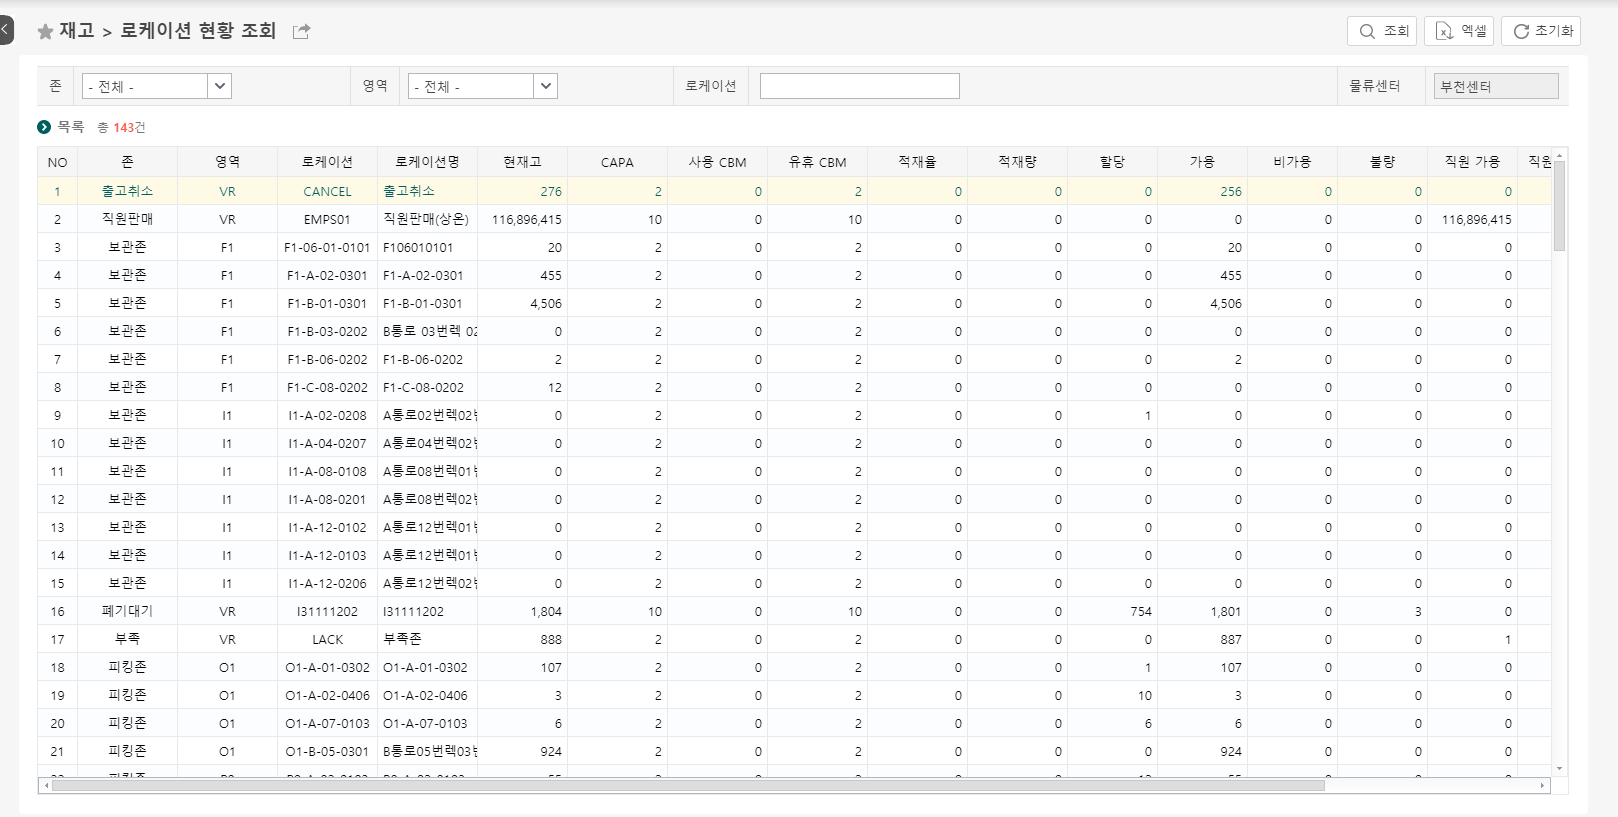 재고 > 로케이션 현황 조회
조회 엑셀 초기화
존 - 전체 - 영역 - 전체 - 로케이션 물류센터 부천센터
목록 총 143건
NO 존 영역 로케이션 로케이션명 현재고 CAPA 사용 CBM 유휴 CBM 적재율 적재량 할당 가용 비가용 불량 직원 가용 직원
1 출고취소 VR CANCEL 출고취소 276 2 0 2 0 0 0 256 0 0 0
2 직원판매 VR EMPS01 직원판매(상온) 116,896,415 10 0 10 0 0 0 0 0 0 116,896,415
3 보관존 F1 F1-06-01-0101 F106010101 20 2 0 2 0 0 0 20 0 0 0
4 보관존 F1 F1-A-02-0301 F1-A-02-0301 455 2 0 2 0 0 0 455 0 0 0
5 보관존 F1 F1-B-01-0301 F1-B-01-0301 4,506 2 0 2 0 0 0 4,506 0 0 0
6 보관존 F1 F1-B-03-0202 B통로 03번렉 02 0 2 0 2 0 0 0 0 0 0 0
7 보관존 F1 F1-B-06-0202 F1-B-06-0202 2 2 0 2 0 0 0 2 0 0 0
8 보관존 F1 F1-C-08-0202 F1-C-08-0202 12 2 0 2 0 0 0 12 0 0 0
9 보관존 I1 I1-A-02-0208 A통로02번렉02 0 2 0 2 0 0 1 0 0 0 0
10 보관존 I1 I1-A-04-0207 A통로04번렉02 0 2 0 2 0 0 0 0 0 0 0
11 보관존 I1 I1-A-08-0108 A통로08번렉01 0 2 0 2 0 0 0 0 0 0 0
12 보관존 I1 I1-A-08-0201 A통로08번렉02 0 2 0 2 0 0 0 0 0 0 0
13 보관존 I1 I1-A-12-0102 A통로12번렉01 0 2 0 2 0 0 0 0 0 0 0
14 보관존 I1 I1-A-12-0103 A통로12번렉01 0 2 0 2 0 0 0 0 0 0 0
15 보관존 I1 I1-A-12-0206 A통로12번렉02 0 2 0 2 0 0 0 0 0 0 0
16 폐기대기 VR I31111202 I31111202 1,804 10 0 10 0 0 754 1,801 0 3 0
17 부족 VR LACK 부족존 888 2 0 2 0 0 0 887 0 0 1
18 피킹존 O1 O1-A-01-0302 O1-A-01-0302 107 2 0 2 0 0 1 107 0 0 0
19 피킹존 O1 O1-A-02-0406 O1-A-02-0406 3 2 0 2 0 0 10 3 0 0 0
20 피킹존 O1 O1-A-07-0103 O1-A-07-0103 6 2 0 2 0 0 6 6 0 0 0
21 피킹존 O1 O1-B-05-0301 B통로05번렉03 924 2 0 2 0 0 0 924 0 0 0